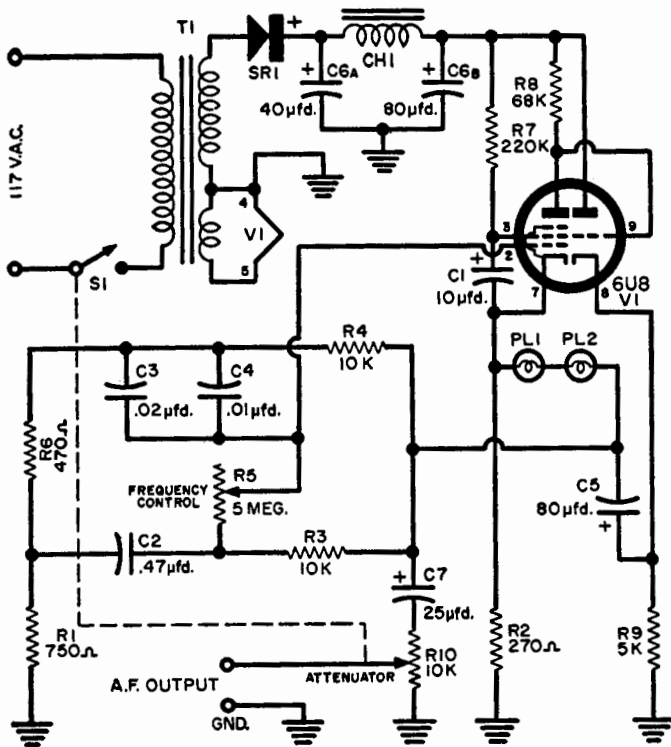 T1
117 V.A.C.
S1
SR1
+
+
C6A
40µfd.
CH1
+
C6B
80µfd.
R8
68K
R7
220K
4
V1
5
3
2
9
7
8
6U8
V1
+
C1
10µfd.
PL1
PL2
R4
10K
C3
.02µfd.
C4
.01µfd.
R6
470Ω
R5
FREQUENCY
CONTROL
5 MEG.
C5
80µfd.
+
C2
.47µfd.
R3
10K
+
C7
25µfd.
R1
750Ω
R10
10K
R2
270Ω
R9
5K
A.F. OUTPUT
ATTENUATOR
GND.